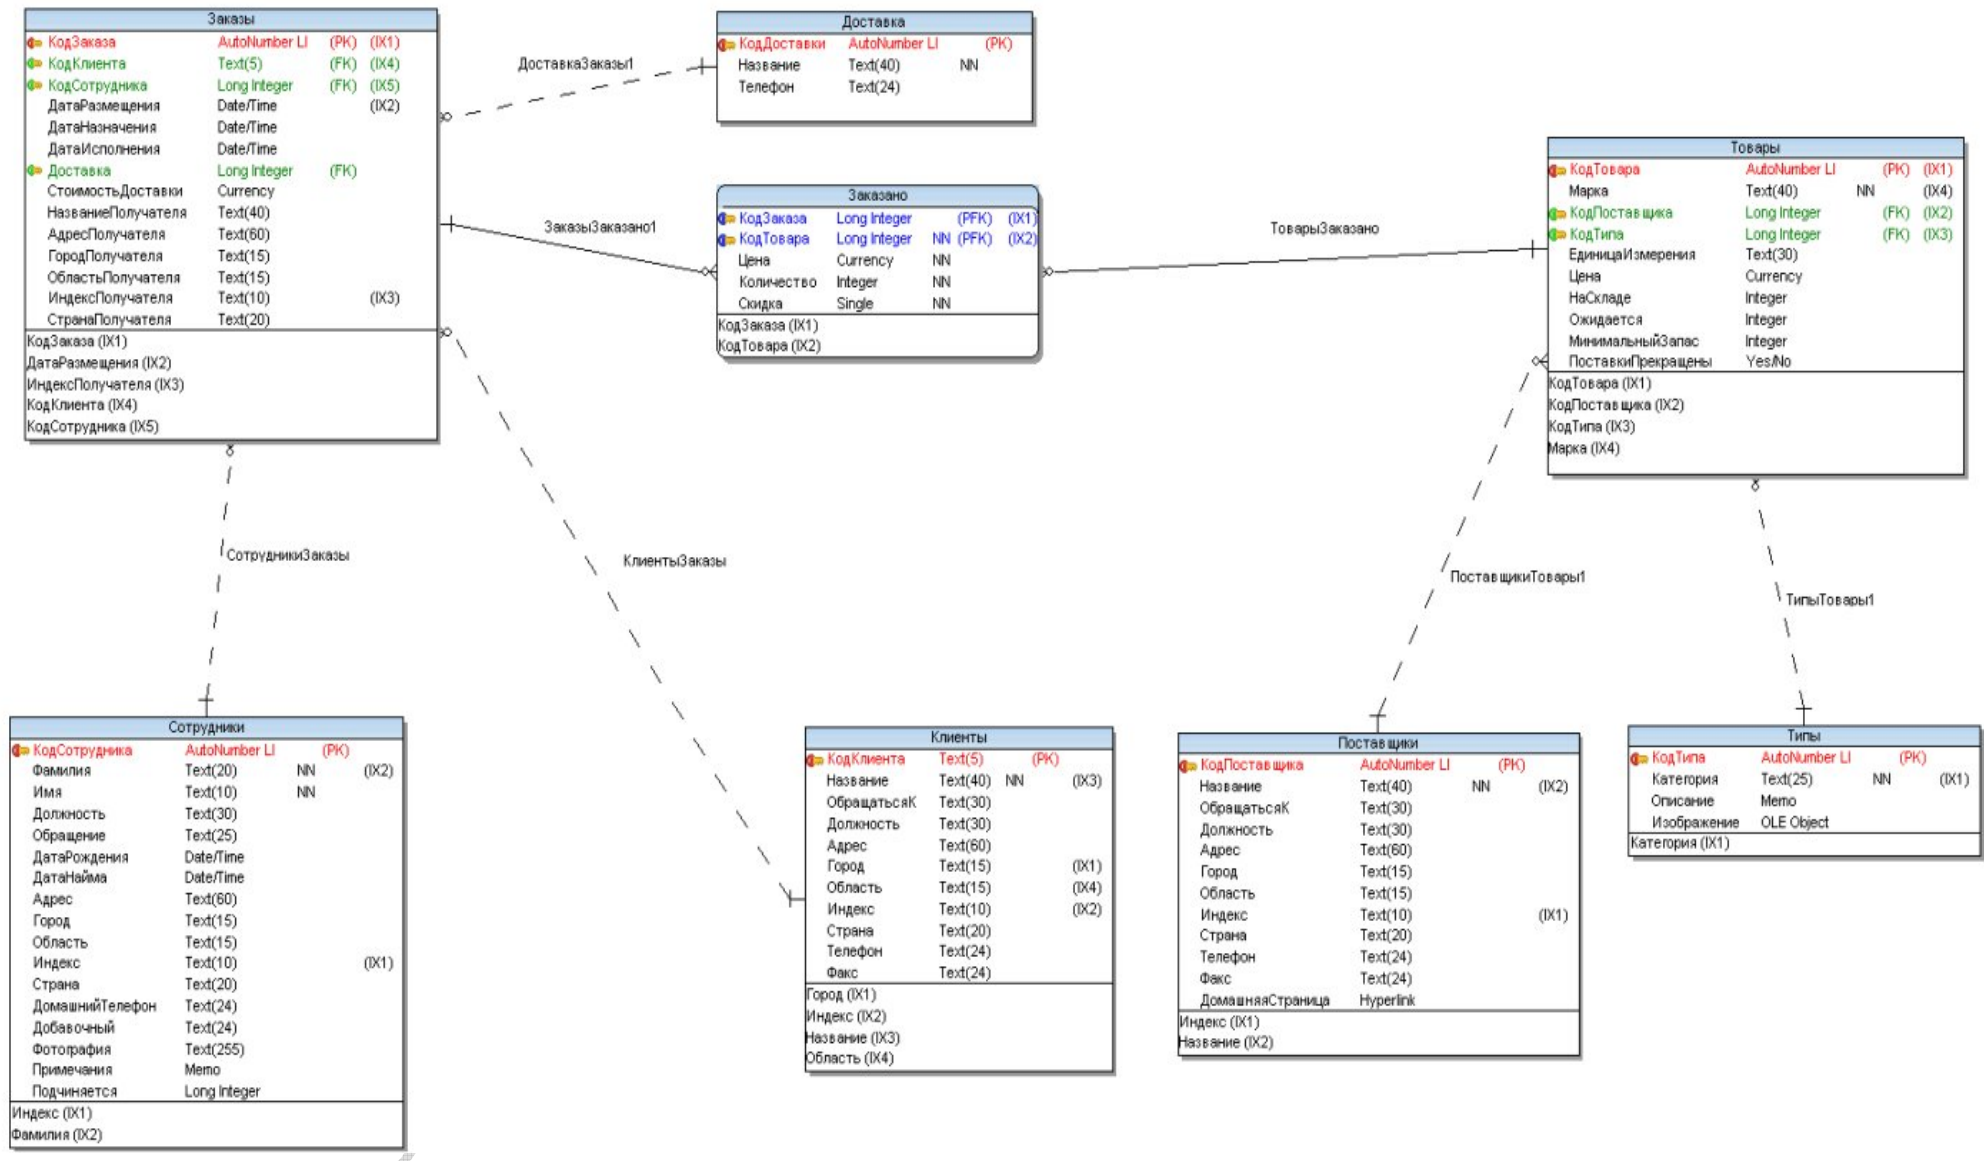 Заказы
КодЗаказа AutoNumber LI (PK) (IX1)
КодКлиента Text(5) (FK) (IX4)
КодСотрудника Long Integer (FK) (IX5)
ДатаРазмещения Date/Time (IX2)
ДатаНазначения Date/Time
ДатаИсполнения Date/Time
Доставка Long Integer (FK)
СтоимостьДоставки Currency
НазваниеПолучателя Text(40)
АдресПолучателя Text(60)
ГородПолучателя Text(15)
ОбластьПолучателя Text(15)
ИндексПолучателя Text(10) (IX3)
СтранаПолучателя Text(20)
КодЗаказа (IX1)
ДатаРазмещения (IX2)
ИндексПолучателя (IX3)
КодКлиента (IX4)
КодСотрудника (IX5)
ДоставкаЗаказы1
Доставка
КодДоставки AutoNumber LI (PK)
Название Text(40) NN
Телефон Text(24)
ЗаказыЗаказано1
Заказано
КодЗаказа Long Integer (PFK) (IX1)
КодТовара Long Integer NN (PFK) (IX2)
Цена Currency NN
Количество Integer NN
Скидка Single NN
КодЗаказа (IX1)
КодТовара (IX2)
ТоварыЗаказано
Товары
КодТовара AutoNumber LI (PK) (IX1)
Марка Text(40) NN (IX4)
КодПоставщика Long Integer (FK) (IX2)
КодТипа Long Integer (FK) (IX3)
ЕдиницаИзмерения Text(30)
Цена Currency
НаСкладе Integer
Ожидается Integer
МинимальныйЗапас Integer
ПоставкиПрекращены Yes/No
КодТовара (IX1)
КодПоставщика (IX2)
КодТипа (IX3)
Марка (IX4)
СотрудникиЗаказы
КлиентыЗаказы
ПоставщикиТовары1
ТипыТовары1
Сотрудники
КодСотрудника AutoNumber LI (PK)
Фамилия Text(20) NN (IX2)
Имя Text(10) NN
Должность Text(30)
Обращение Text(25)
ДатаРождения Date/Time
ДатаНайма Date/Time
Адрес Text(60)
Город Text(15)
Область Text(15)
Индекс Text(10) (IX1)
Страна Text(20)
ДомашнийТелефон Text(24)
Добавочный Text(24)
Фотография Text(255)
Примечания Memo
Подчиняется Long Integer
Индекс (IX1)
Фамилия (IX2)
Клиенты
КодКлиента Text(5) (PK)
Название Text(40) NN (IX3)
ОбращатьсяК Text(30)
Должность Text(30)
Адрес Text(60)
Город Text(15) (IX1)
Область Text(15) (IX4)
Индекс Text(10) (IX2)
Страна Text(20)
Телефон Text(24)
Факс Text(24)
Город (IX1)
Индекс (IX2)
Название (IX3)
Область (IX4)
Поставщики
КодПоставщика AutoNumber LI (PK)
Название Text(40) NN (IX2)
ОбращатьсяК Text(30)
Должность Text(30)
Адрес Text(60)
Город Text(15)
Область Text(15)
Индекс Text(10) (IX1)
Страна Text(20)
Телефон Text(24)
Факс Text(24)
ДомашняяСтраница Hyperlink
Индекс (IX1)
Название (IX2)
Типы
КодТипа AutoNumber LI (PK)
Категория Text(25) NN (IX1)
Описание Memo
Изображение OLE Object
Категория (IX1)